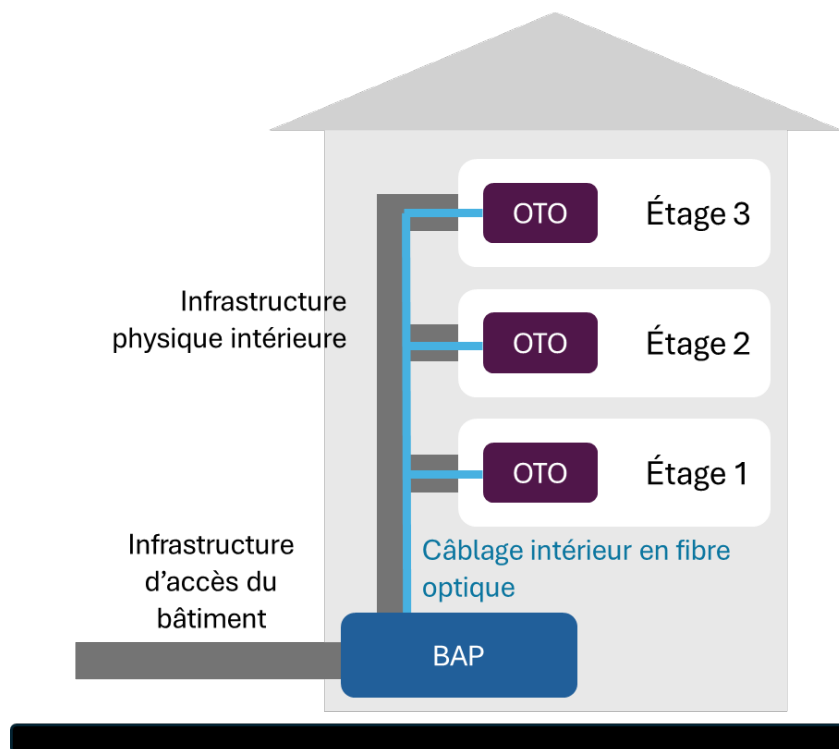 OTO
Étage 3
Infrastructure
physique intérieure
OTO
Étage 2
OTO
Étage 1
Infrastructure
d’accès du
bâtiment
Câblage intérieur en fibre
optique
BAP